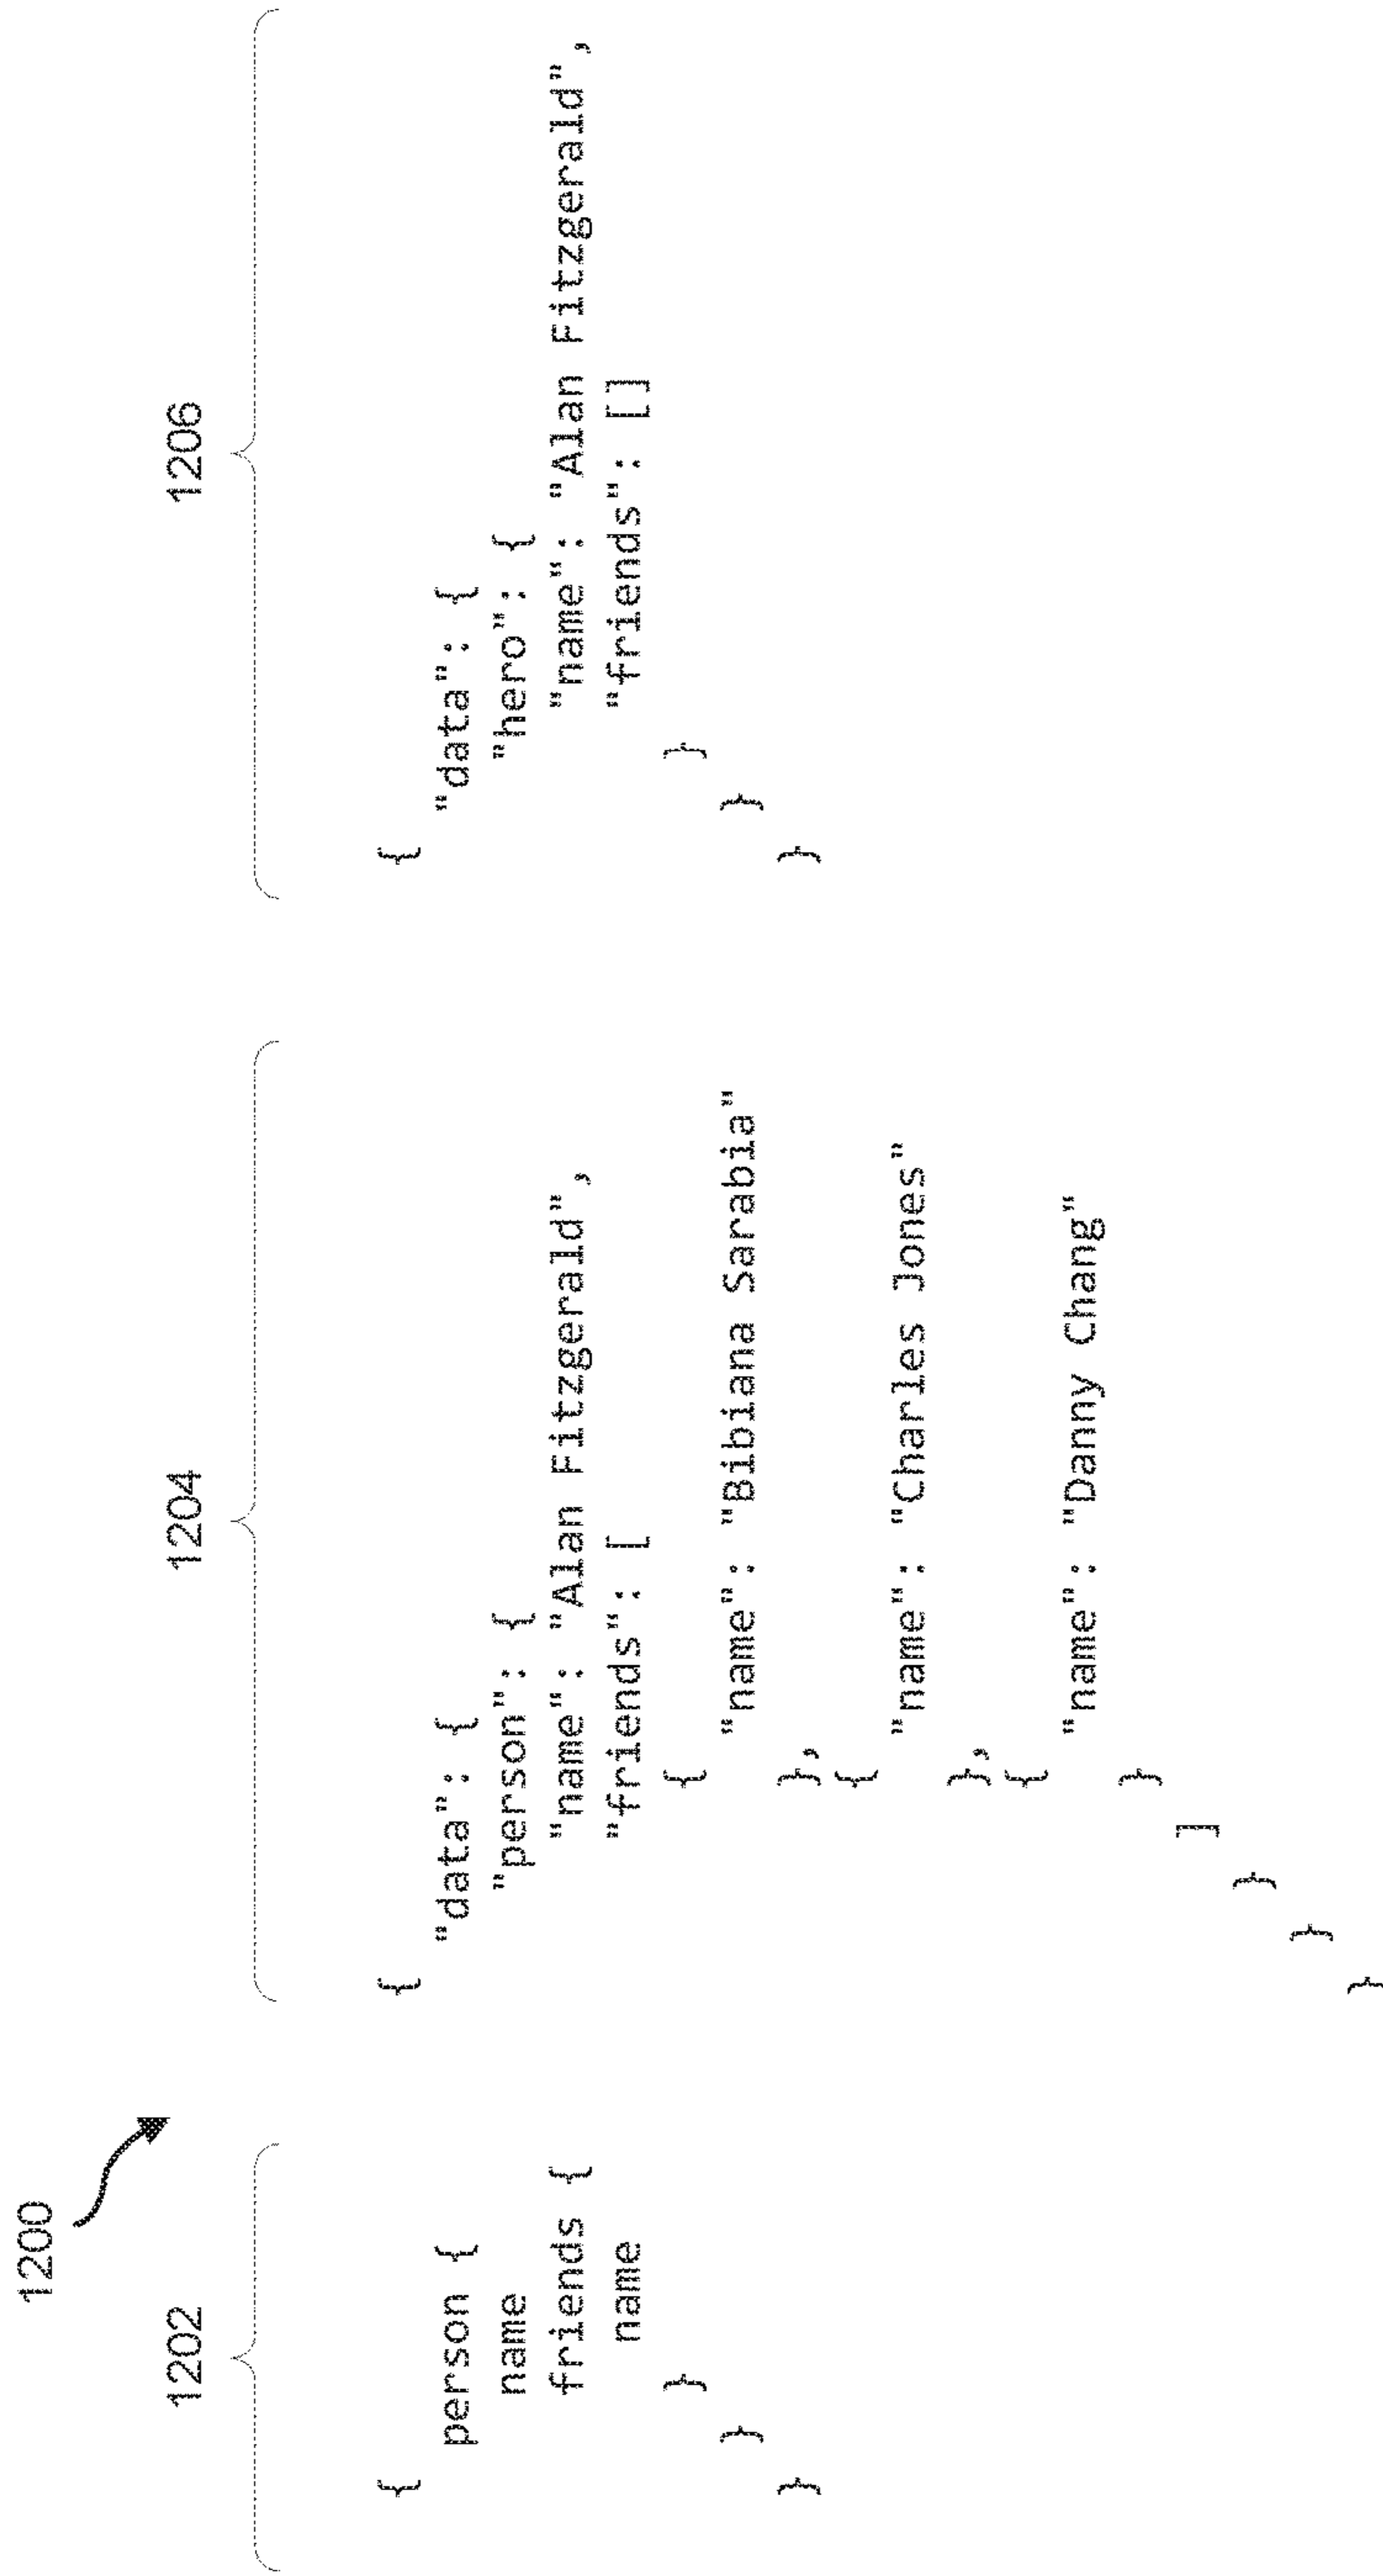 1200
1202
{
person {
name
friends {
name
}
}
}
1204
{
"data": {
"person": {
"name": "Alan Fitzgerald",
"friends": [
{
"name": "Bibiana Sarabia"
},
{
"name": "Charles Jones"
},
{
"name": "Danny Chang"
}
]
}
}
}
1206
{
"data": {
"hero": {
"name": "Alan Fitzgerald",
"friends": []
}
}
}